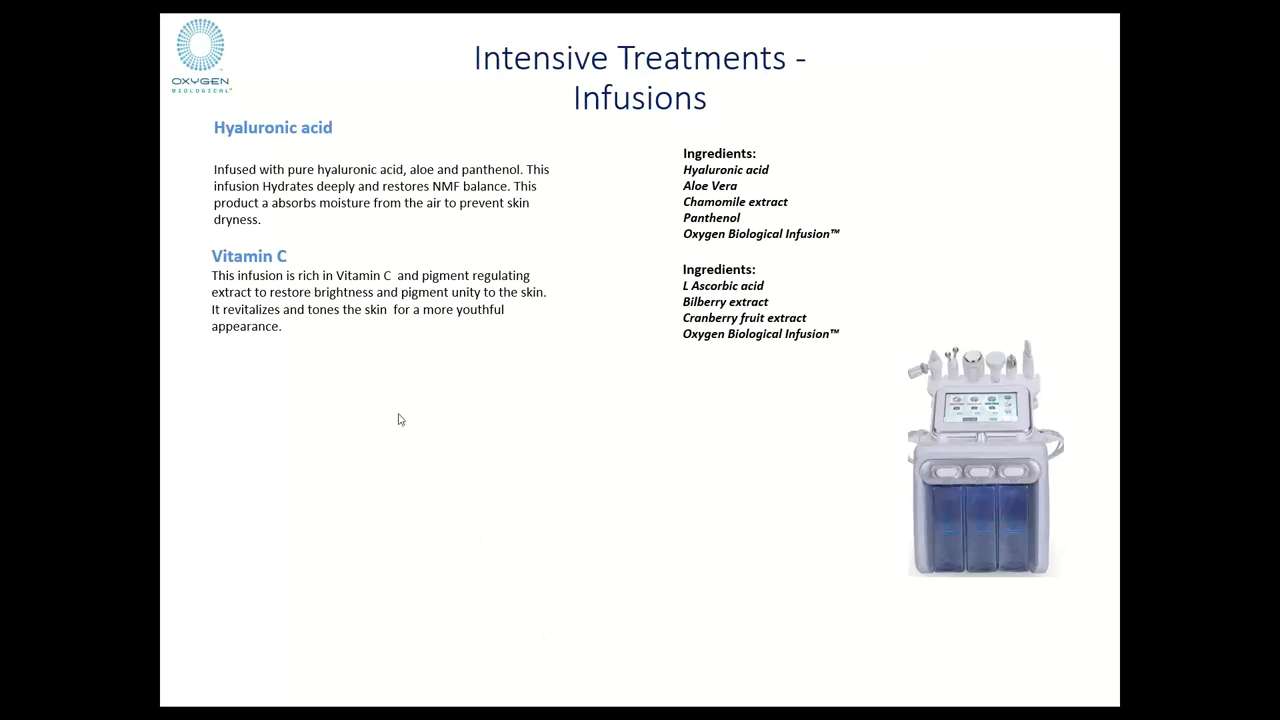 OXYGEN
BIOLOGICAL™
Intensive Treatments -
Infusions
Hyaluronic acid
Infused with pure hyaluronic acid, aloe and panthenol. This
infusion Hydrates deeply and restores NMF balance. This
product a absorbs moisture from the air to prevent skin
dryness.
Ingredients:
Hyaluronic acid
Aloe Vera
Chamomile extract
Panthenol
Oxygen Biological Infusion™
Vitamin C
This infusion is rich in Vitamin C  and pigment regulating
extract to restore brightness and pigment unity to the skin.
It revitalizes and tones the skin  for a more youthful
appearance.
Ingredients:
L Ascorbic acid
Bilberry extract
Cranberry fruit extract
Oxygen Biological Infusion™